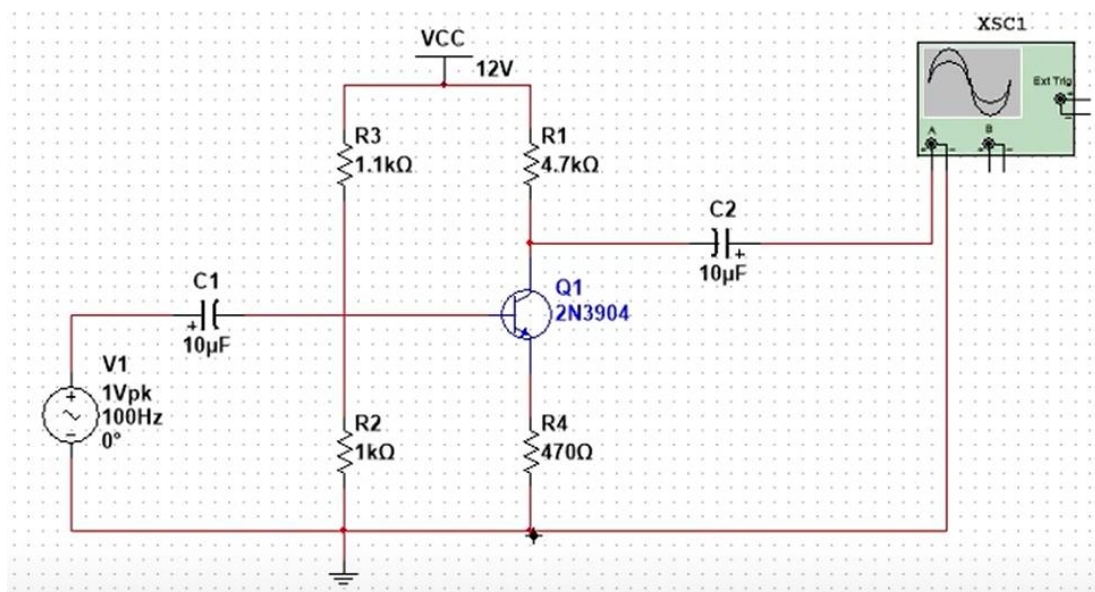 XSC1
VCC
12V
Ext Trig
A
B
R3
1.1kΩ
R1
4.7kΩ
C2
10µF
C1
10µF
Q1
2N3904
V1
1Vpk
100Hz
0°
R2
1kΩ
R4
470Ω